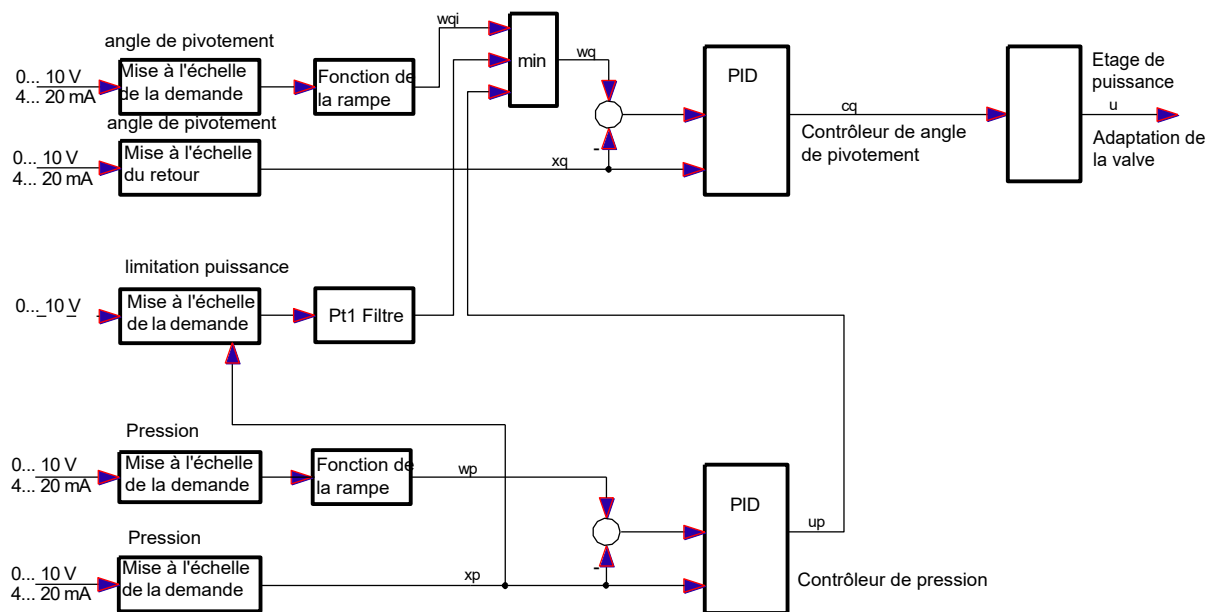 angle de pivotement
0... 10 V
4... 20 mA
Mise à l'échelle
de la demande
Fonction de
la rampe
wqi
min
wq
PID
cq
Contrôleur de angle
de pivotement
Etage de
puissance
u
Adaptation de
la valve
angle de pivotement
0... 10 V
4... 20 mA
Mise à l'échelle
du retour
xq
-
limitation puissance
0... 10 V
Mise à l'échelle
de la demande
Pt1 Filtre
Pression
0... 10 V
4... 20 mA
Mise à l'échelle
de la demande
Fonction de
la rampe
wp
PID
up
Pression
0... 10 V
4... 20 mA
Mise à l'échelle
de la demande
xp
-
Contrôleur de pression